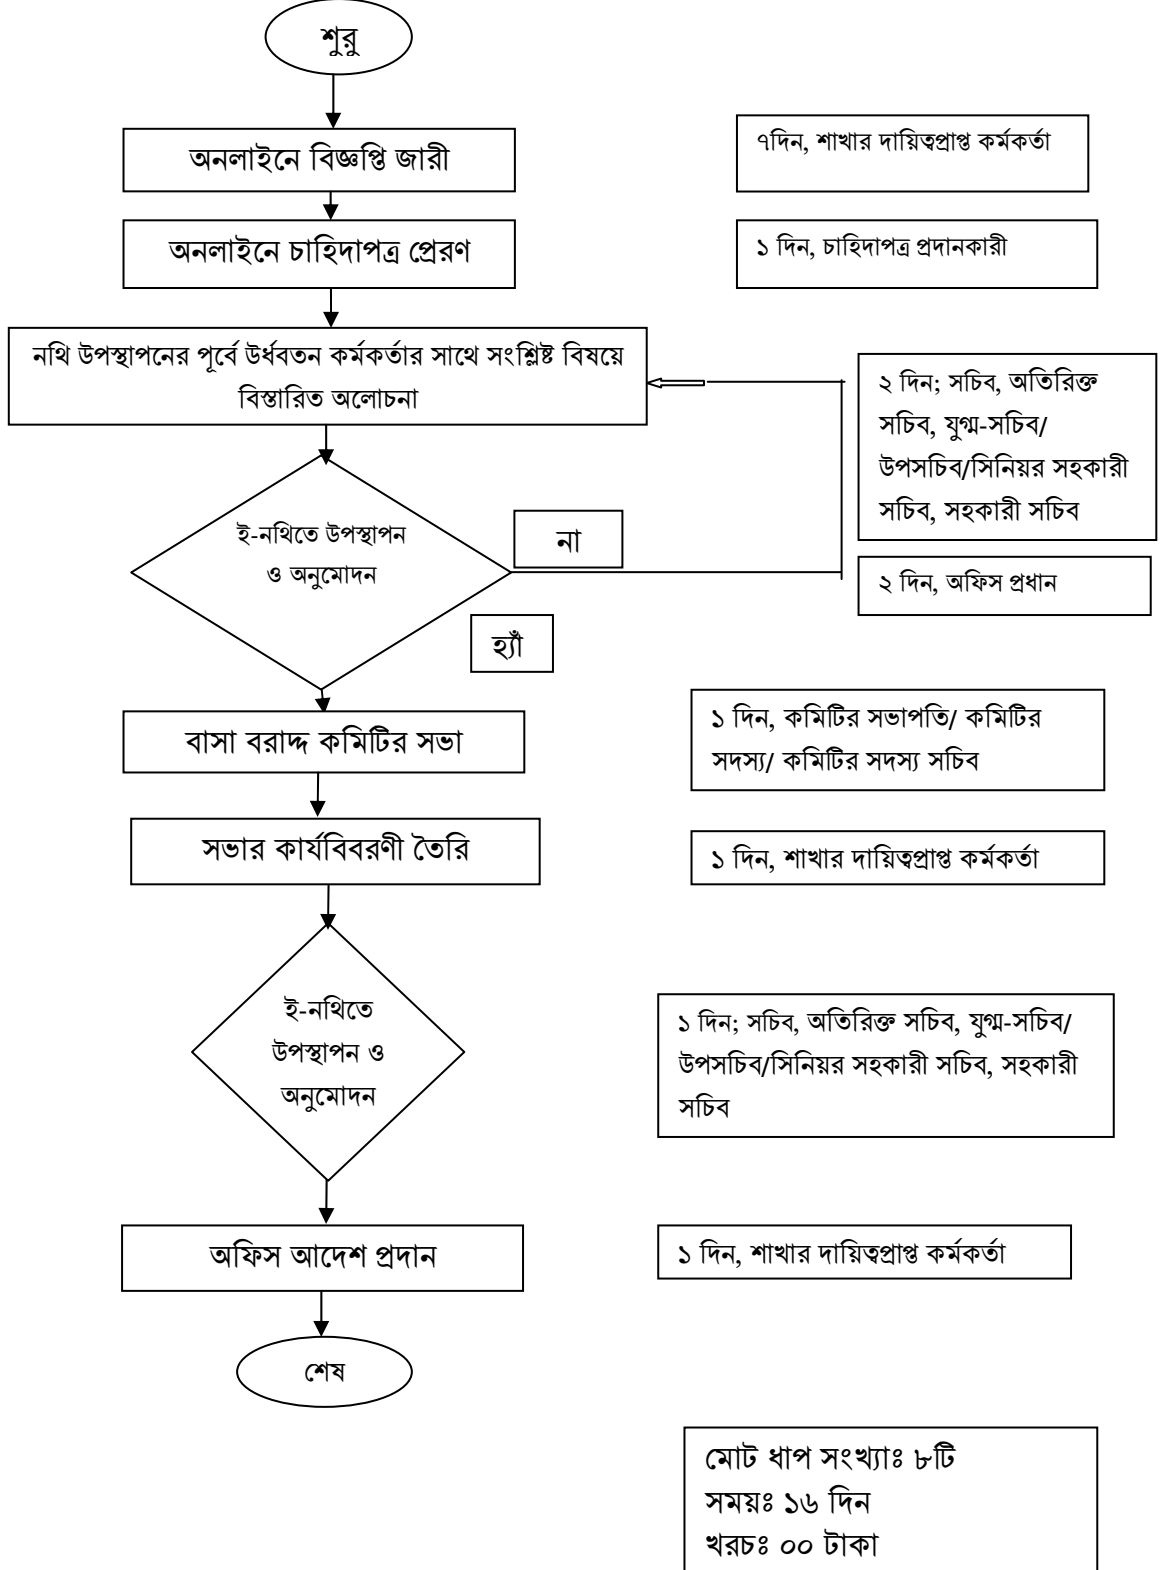 শুরু
অনলাইনে বিজ্ঞপ্তি জারী
৭দিন, শাখার দায়িত্বপ্রাপ্ত কর্মকর্তা
অনলাইনে চাহিদাপত্র প্রেরণ
১ দিন, চাহিদাপত্র প্রদানকারী
নথি উপস্থাপনের পূর্বে উর্ধবতন কর্মকর্তার সাথে সংশ্লিষ্ট বিষয়ে
বিস্তারিত অলোচনা
২ দিন; সচিব, অতিরিক্ত
সচিব, যুগ্ম-সচিব/
উপসচিব/সিনিয়র সহকারী
সচিব, সহকারী সচিব
ই-নথিতে উপস্থাপন
ও অনুমোদন
না
২ দিন, অফিস প্রধান
হ্যাঁ
বাসা বরাদ্দ কমিটির সভা
১ দিন, কমিটির সভাপতি/ কমিটির
সদস্য/ কমিটির সদস্য সচিব
সভার কার্যবিবরণী তৈরি
১ দিন, শাখার দায়িত্বপ্রাপ্ত কর্মকর্তা
ই-নথিতে
উপস্থাপন ও
অনুমোদন
১ দিন; সচিব, অতিরিক্ত সচিব, যুগ্ম-সচিব/
উপসচিব/সিনিয়র সহকারী সচিব, সহকারী
সচিব
অফিস আদেশ প্রদান
১ দিন, শাখার দায়িত্বপ্রাপ্ত কর্মকর্তা
শেষ
মোট ধাপ সংখ্যাঃ ৮টি
সময়ঃ ১৬ দিন
খরচঃ ০০ টাকা